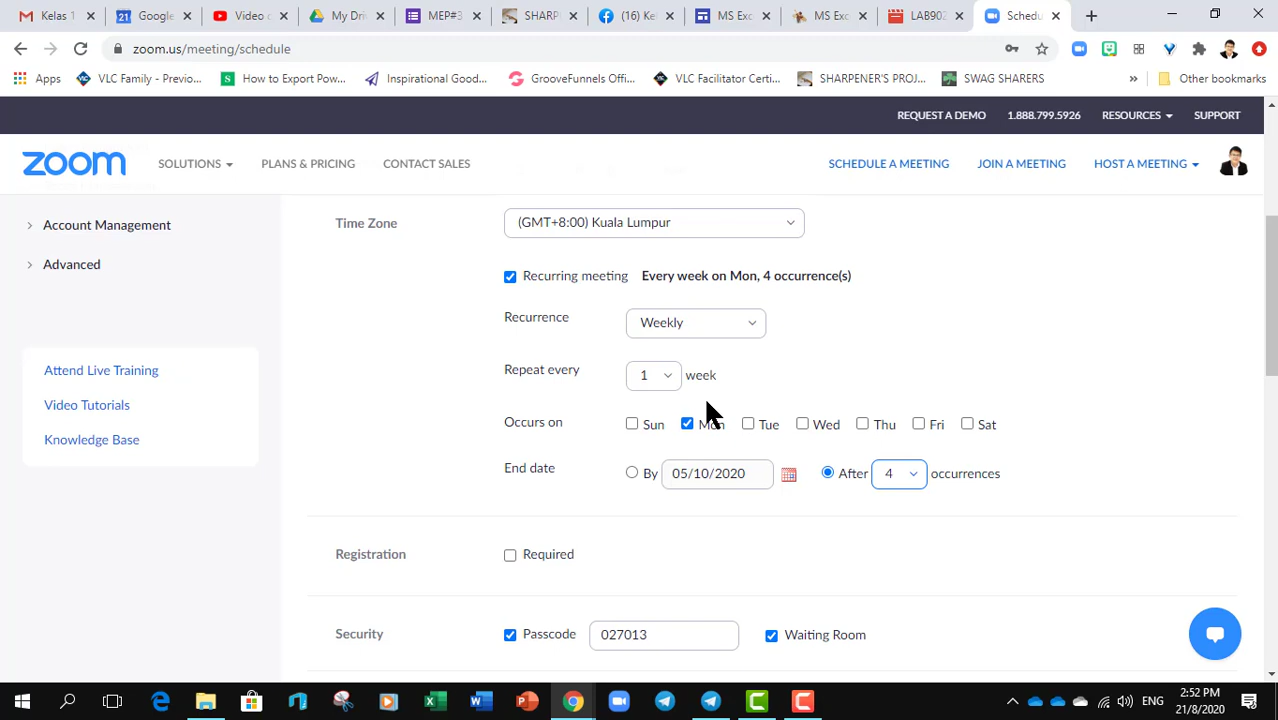 Kelas 1
Google
Video c
My Dri
MEP#3
SHARP
(16) Ke
MS Exc
MS Exc
LAB902
Schedu
zoom.us/meeting/schedule
Apps
VLC Family - Previo...
How to Export Pow...
Inspirational Good...
GrooveFunnels Offi...
VLC Facilitator Certi...
SHARPENER'S PROJ...
SWAG SHARERS
»
Other bookmarks
REQUEST A DEMO
1.888.799.5926
RESOURCES
SUPPORT
zoom
SOLUTIONS
PLANS & PRICING
CONTACT SALES
SCHEDULE A MEETING
JOIN A MEETING
HOST A MEETING
Account Management
Advanced
Attend Live Training
Video Tutorials
Knowledge Base
Time Zone
(GMT+8:00) Kuala Lumpur
Recurring meeting
Every week on Mon, 4 occurrence(s)
Recurrence
Weekly
Repeat every
1
week
Occurs on
Sun
Mon
Tue
Wed
Thu
Fri
Sat
End date
By
05/10/2020
After
4
occurrences
Registration
Required
Security
Passcode
027013
Waiting Room
ENG
2:52 PM
21/8/2020